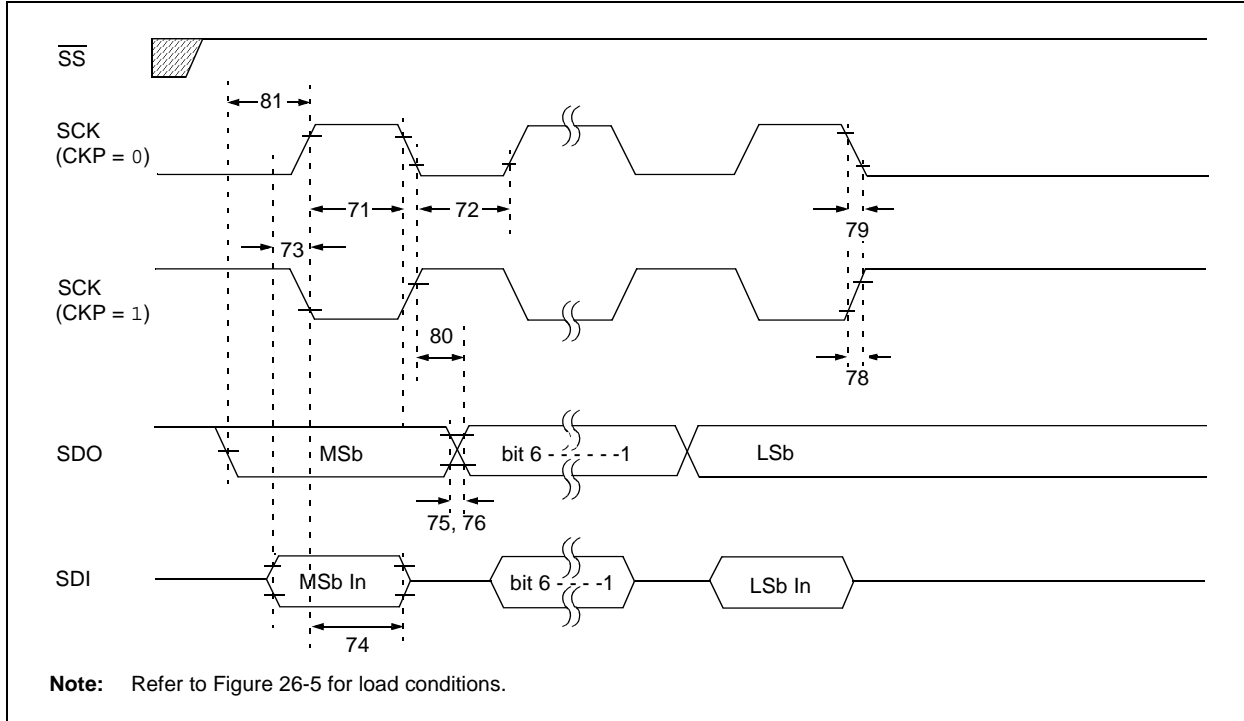 SS
81
SCK
(CKP = 0)
71
72
79
73
SCK
(CKP = 1)
80
78
SDO
MSb
bit 6 - - - - - -1
LSb
75, 76
SDI
MSb In
bit 6 - - - - -1
LSb In
74
Note: Refer to Figure 26-5 for load conditions.